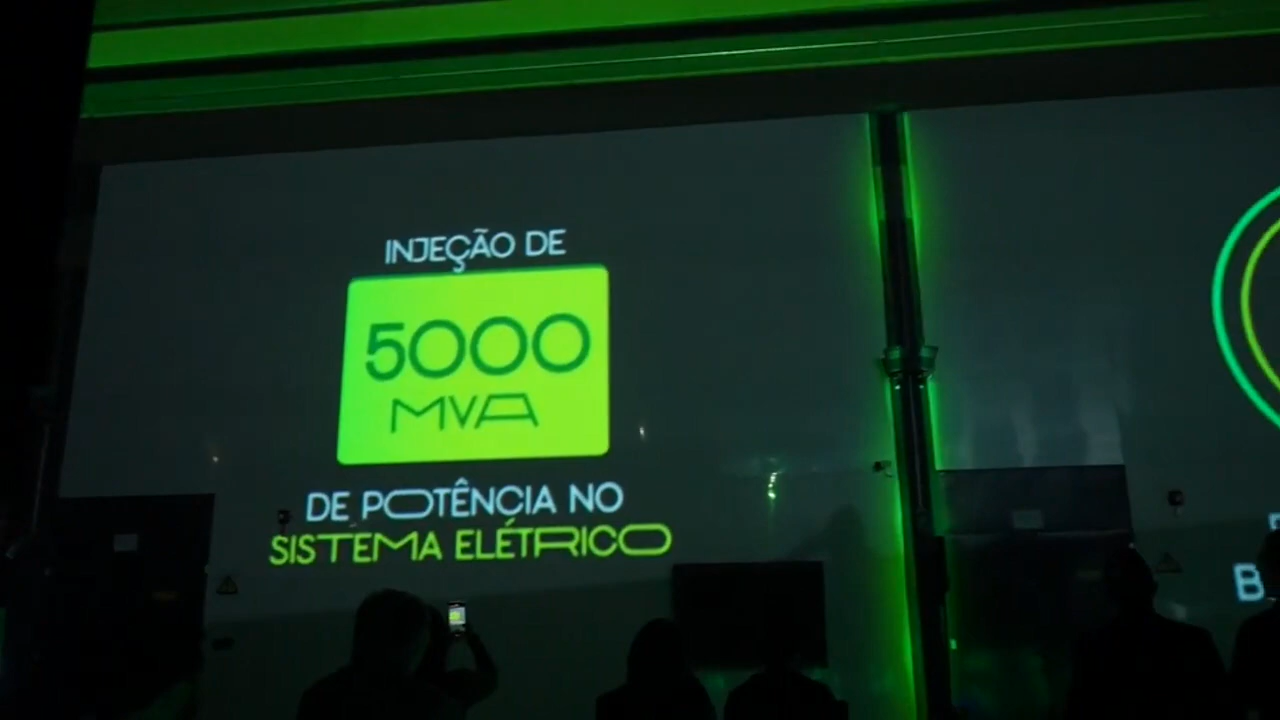 INJEÇÃO DE
5000
MVA
DE POTÊNCIA NO
SISTEMA ELÉTRICO